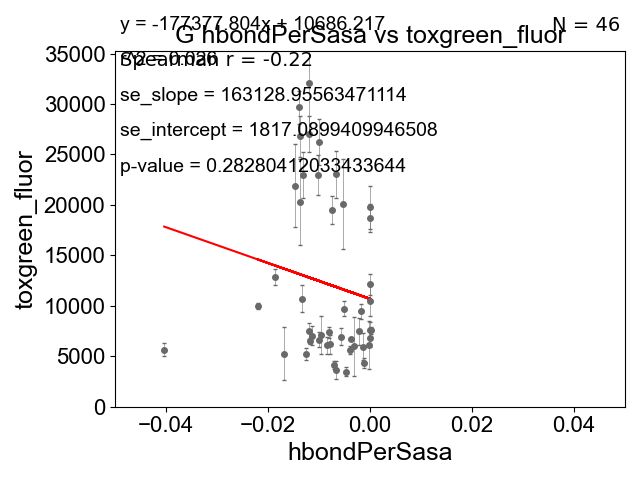 y = -177377.804x + 10686.217
N = 46
G hbondPerSasa vs toxgreen_fluor
Spearman r = -0.22
se_slope = 163128.95563471114
se_intercept = 1817.0899409946508
p-value = 0.28280412033433644
35000
30000
25000
20000
15000
10000
5000
0
toxgreen_fluor
−0.04
−0.02
0.00
0.02
0.04
hbondPerSasa